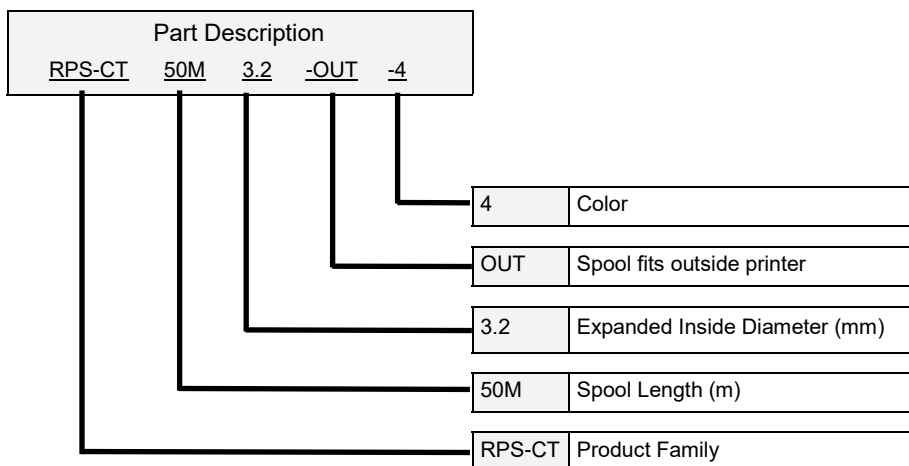 Part Description
RPS-CT 50M 3.2 -OUT -4
4 Color
OUT Spool fits outside printer
3.2 Expanded Inside Diameter (mm)
50M Spool Length (m)
RPS-CT Product Family